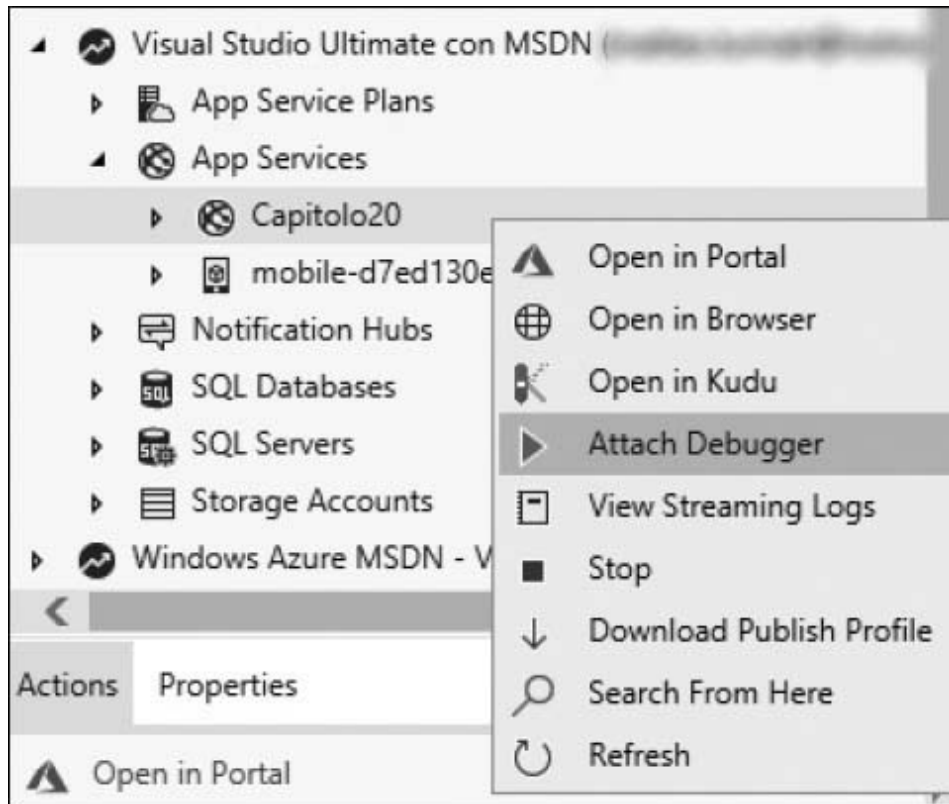 Visual Studio Ultimate con MSDN (
App Service Plans
App Services
Capitolo20
mobile-d7ed130e
Notification Hubs
SQL Databases
SQL Servers
Storage Accounts
Windows Azure MSDN - V
Actions Properties
Open in Portal
Open in Portal
Open in Browser
Open in Kudu
Attach Debugger
View Streaming Logs
Stop
Download Publish Profile
Search From Here
Refresh